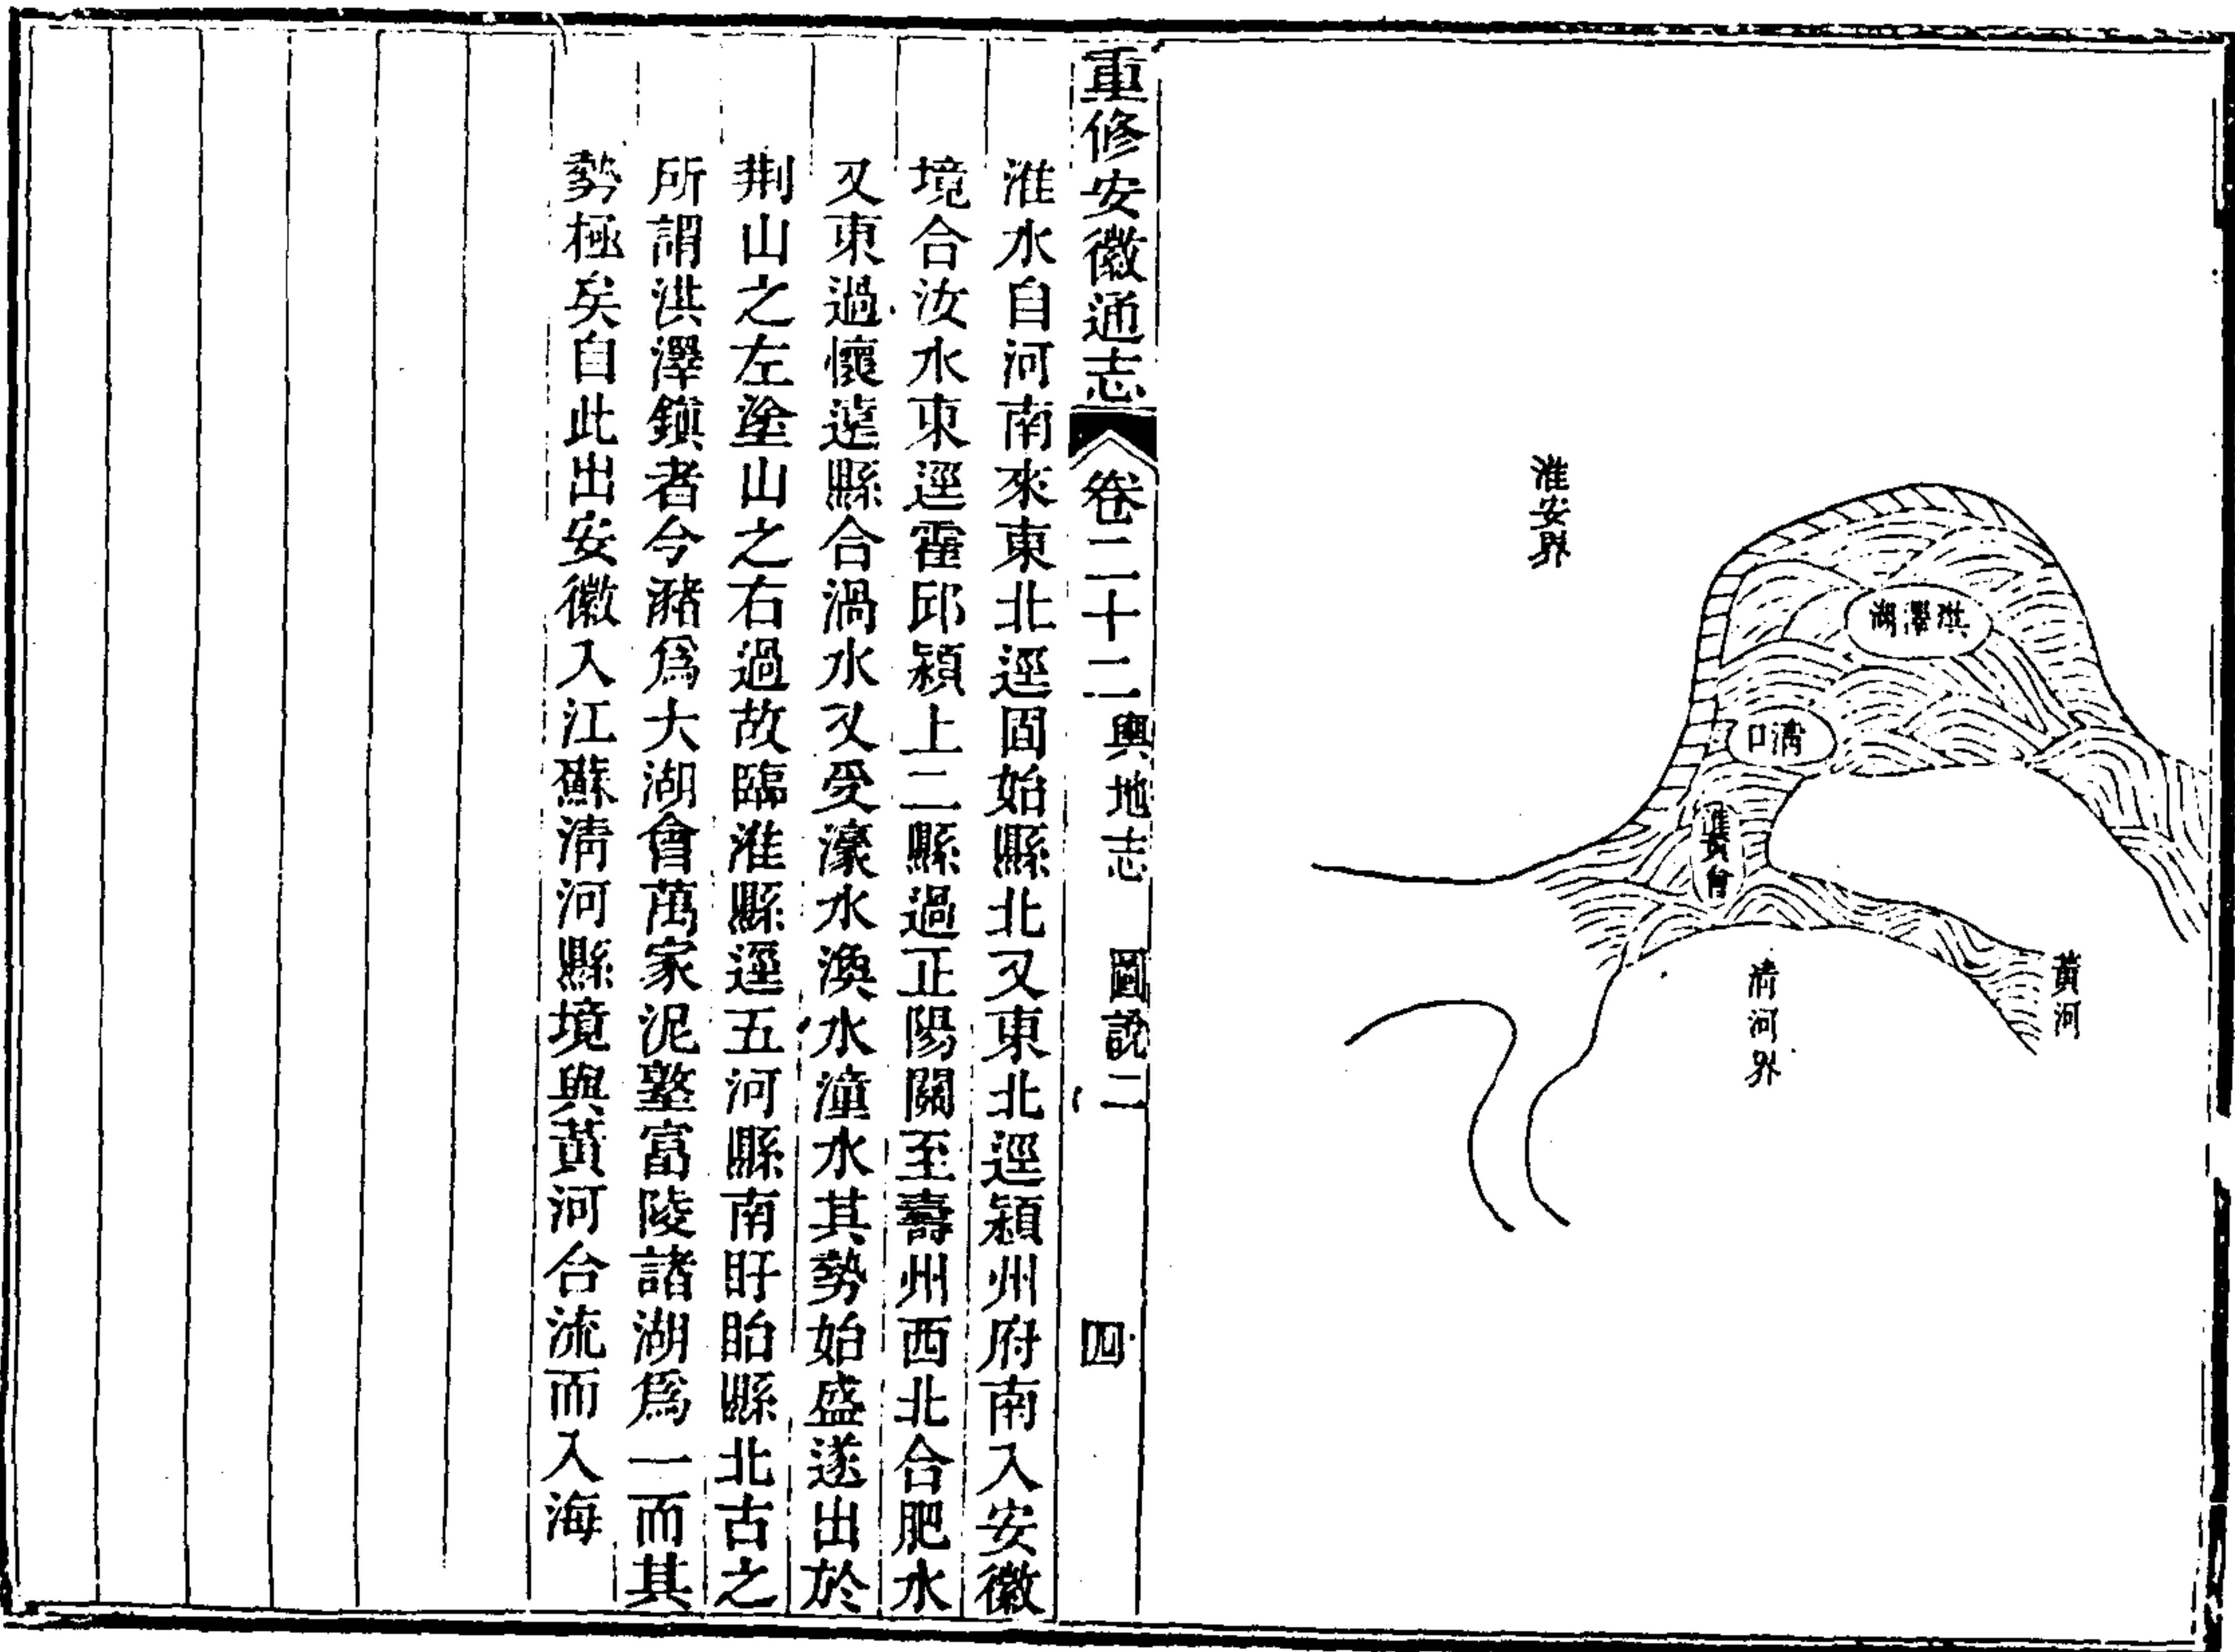 淮安界
洪澤湖
清口
淮黃會
黃河
清河界
重修安徽通志 卷二十二 輿地志 圖說二 四
淮水自河南來東北逕固始縣北又東北逕潁州府南入安徽
境合汝水東逕霍邱潁上二縣過正陽關至壽州西北合肥水
又東過懷遠縣合渦水又受濠水渙水潼水其勢始盛遂出於
荆山之左塗山之右過故臨淮縣逕五河縣南盱眙縣北古之
所謂洪澤鎮者今瀦爲大湖會萬家泥墪富陵諸湖爲一而其
勢極矣自此出安徽入江蘇清河縣境與黃河合流而入海